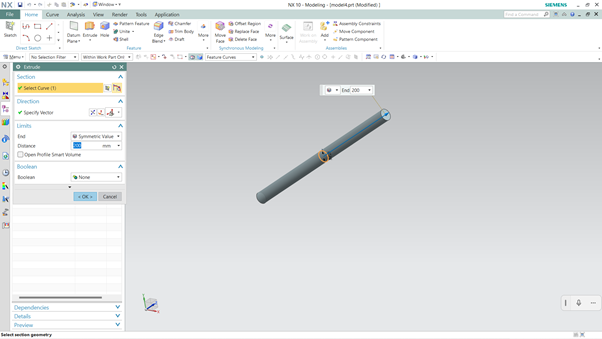 NX
Window
NX 10 - Modeling - [model4.prt (Modified) ]
SIEMENS
File Home Curve Analysis View Render Tools Application
Find a Command
Sketch
Direct Sketch
Datum Plane
Extrude
Hole
Pattern Feature
Unite
Shell
Edge Blend
Chamfer
Trim Body
Draft
More
Feature
Move Face
Offset Region
Replace Face
Delete Face
More
Synchronous Modeling
Surface
Add
Assembly Constraints
Move Component
Pattern Component
Assemblies
Menu
No Selection Filter
Within Work Part Onl
Feature Curves
Extrude
Section
Select Curve (1)
Direction
Specify Vector
Limits
End
Symmetric Value
Distance
200
mm
Open Profile Smart Volume
Boolean
Boolean
None
< OK >
Cancel
End 200
Dependencies
Details
Preview
Select section geometry